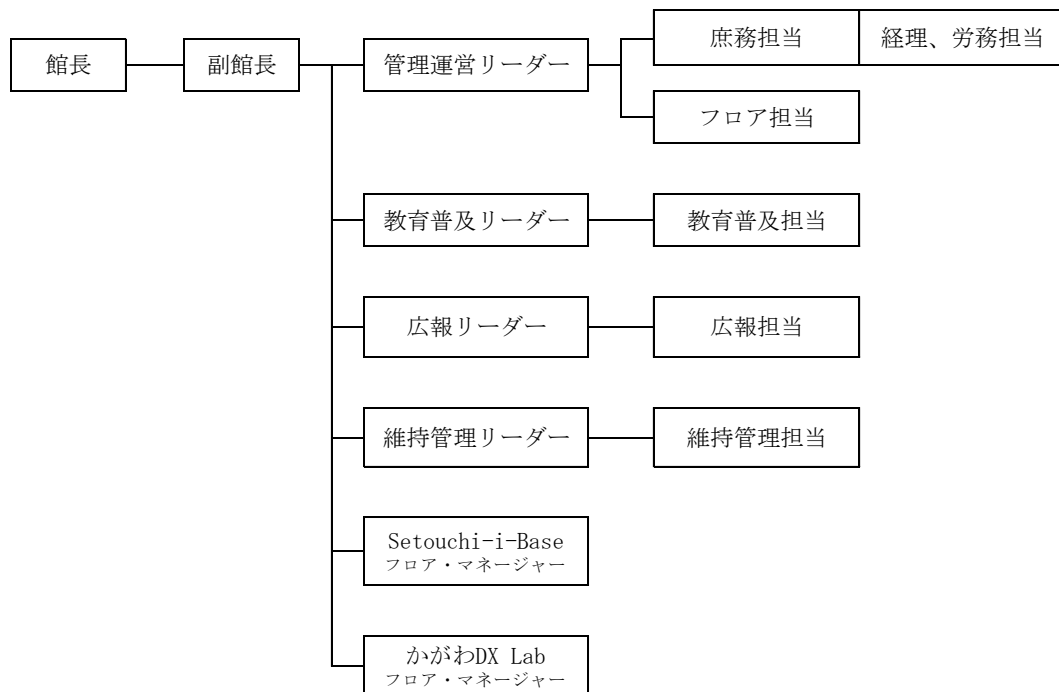 館長
副館長
管理運営リーダー
庶務担当
経理、労務担当
フロア担当
教育普及リーダー
教育普及担当
広報リーダー
広報担当
維持管理リーダー
維持管理担当
Setouchi-i-Base
フロア・マネージャー
かがわDX Lab
フロア・マネージャー